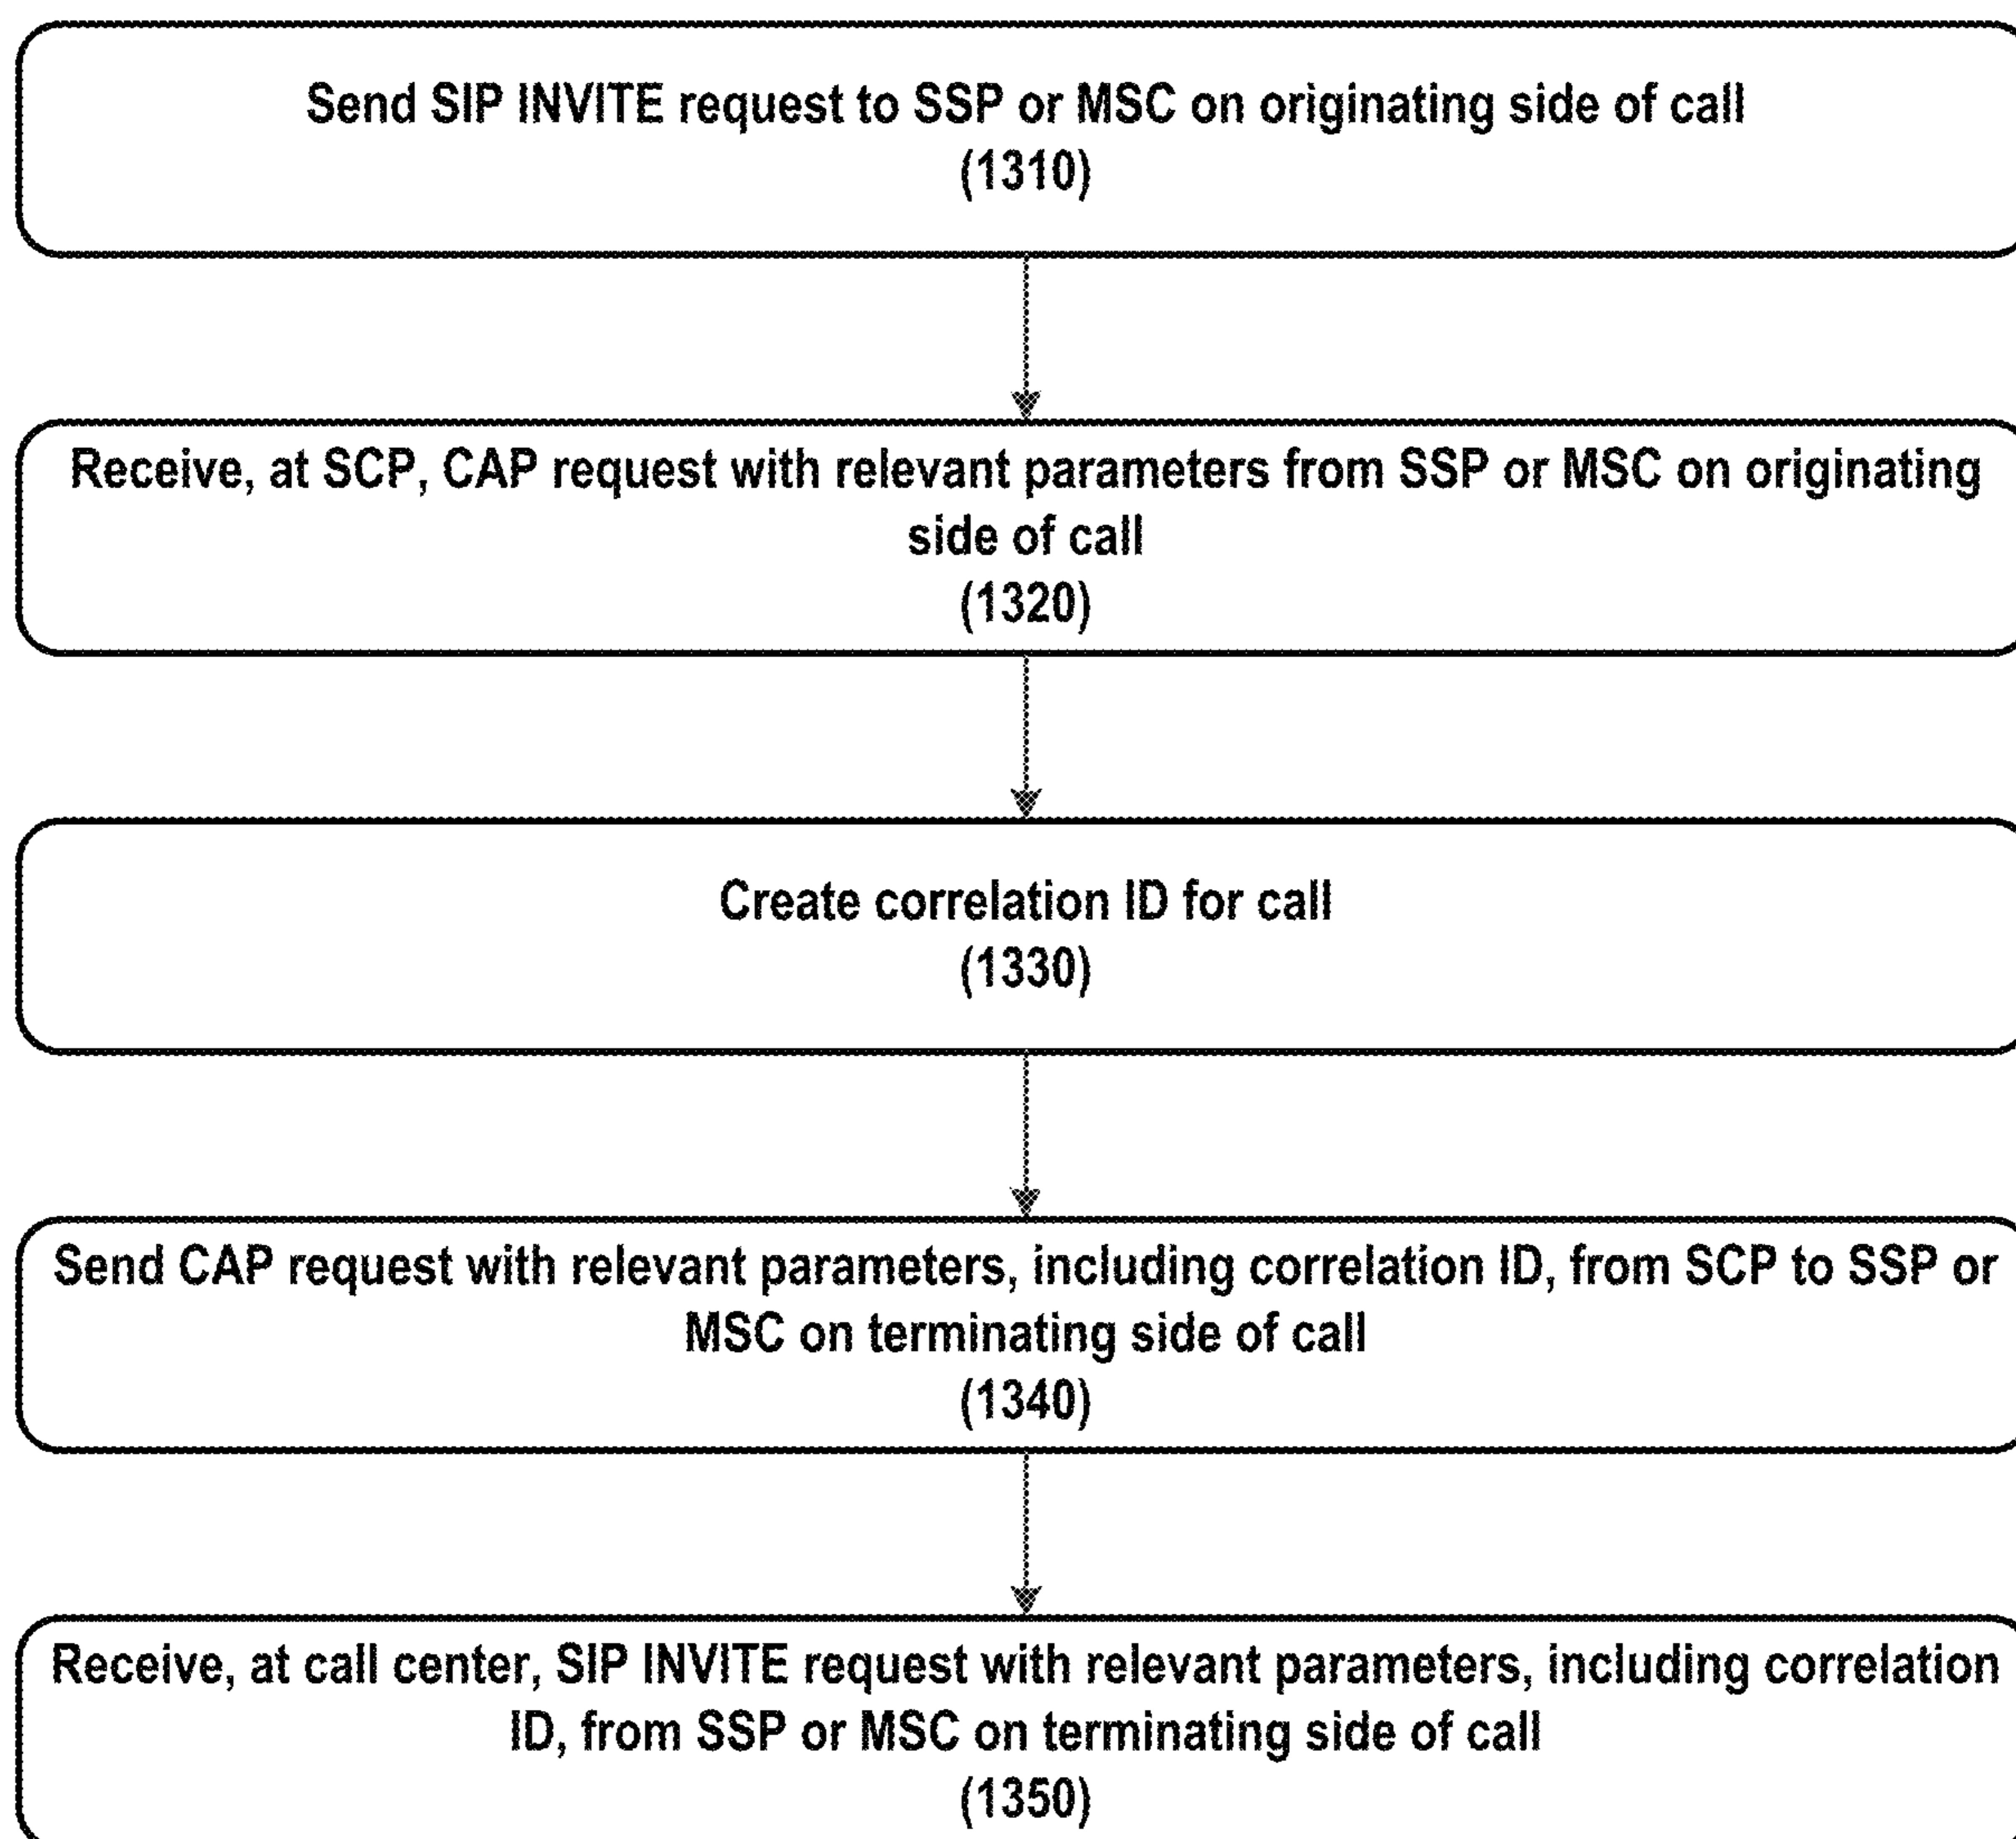 Send SIP INVITE request to SSP or MSC on originating side of call
(1310)
Receive, at SCP, CAP request with relevant parameters from SSP or MSC on originating
side of call
(1320)
Create correlation ID for call
(1330)
Send CAP request with relevant parameters, including correlation ID, from SCP to SSP or
MSC on terminating side of call
(1340)
Receive, at call center, SIP INVITE request with relevant parameters, including correlation
ID, from SSP or MSC on terminating side of call
(1350)